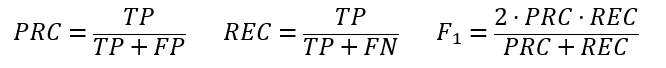 PRC = TP / (TP + FP)   REC = TP / (TP + FN)   F₁ = (2 · PRC · REC) / (PRC + REC)